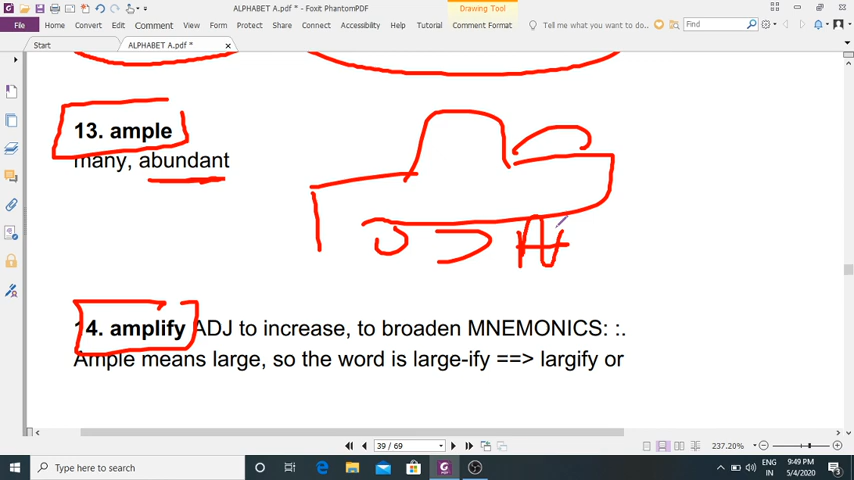 ALPHABET A.pdf * - Foxit PhantomPDF
Drawing Tool
File Home Edit Comment View Form Protect Share Connect Accessibility Help Tutorial Comment Format Tell me what you want to do.. Find
Start ALPHABET A.pdf *
13. ample
many, abundant
14. amplify ADJ to increase, to broaden MNEMONICS: :.
Ample means large, so the word is large-ify ==> largify or
39 / 69 237.20%
Type here to search
ENG 9:49 PM
IN 5/4/2020